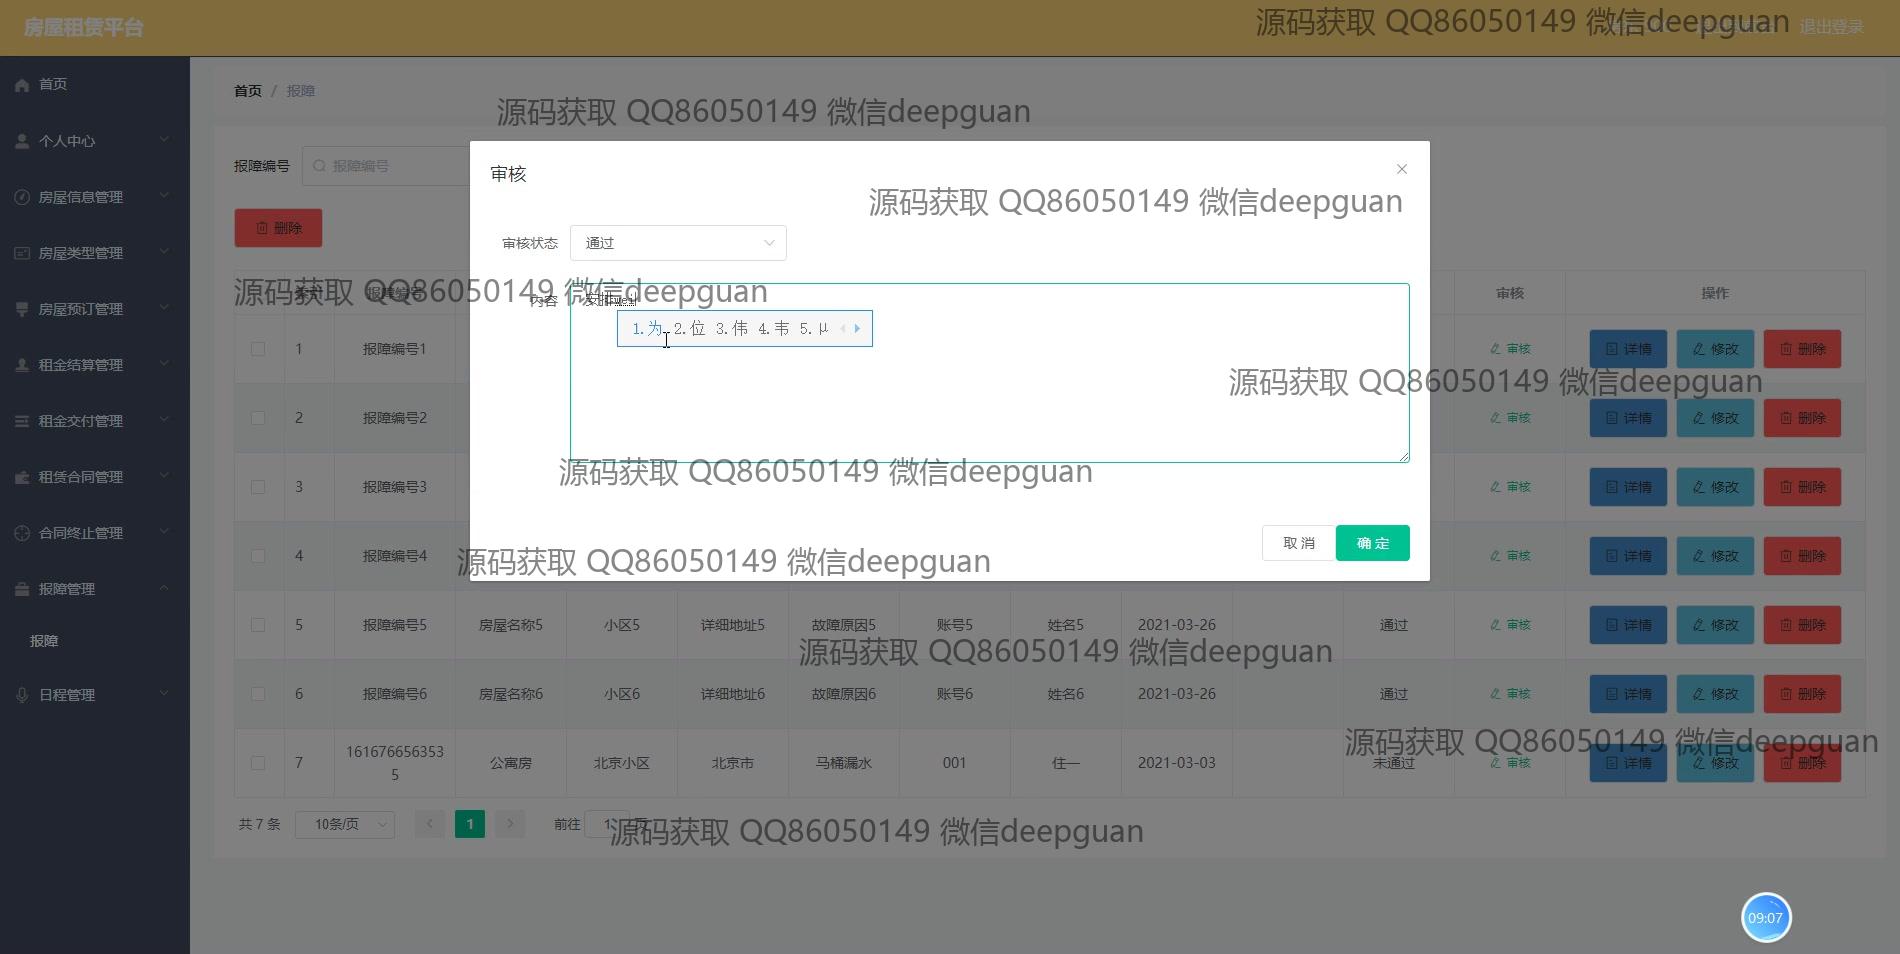 房屋租赁平台
源码获取 QQ86050149 微信deepguan
退出登录
首页
个人中心
房屋信息管理
房屋类型管理
房屋预订管理
租金结算管理
租金交付管理
租赁合同管理
合同终止管理
报障管理
报障
日程管理
首页 / 报障
源码获取 QQ86050149 微信deepguan
报障编号 报障编号
删除
审核
源码获取 QQ86050149 微信deepguan
审核状态 通过
源码获取 QQ86050149 微信deepguan
内容
1.为 2.位 3.伟 4.韦 5.μ
源码获取 QQ86050149 微信deepguan
源码获取 QQ86050149 微信deepguan
取消 确定
源码获取 QQ86050149 微信deepguan
报障编号 审核 操作
1 报障编号1 审核 详情 修改 删除
2 报障编号2 审核 详情 修改 删除
3 报障编号3 审核 详情 修改 删除
4 报障编号4 审核 详情 修改 删除
5 报障编号5 房屋名称5 小区5 详细地址5 故障原因5 账号5 姓名5 2021-03-26 通过 审核 详情 修改 删除
源码获取 QQ86050149 微信deepguan
6 报障编号6 房屋名称6 小区6 详细地址6 故障原因6 账号6 姓名6 2021-03-26 通过 审核 详情 修改 删除
源码获取 QQ86050149 微信deepguan
7 161676656353
5 公寓房 北京小区 北京市 马桶漏水 001 住一 2021-03-03 未通过 审核 详情 修改 删除
共 7 条 10条/页 1 前往 1 页
源码获取 QQ86050149 微信deepguan
09:07